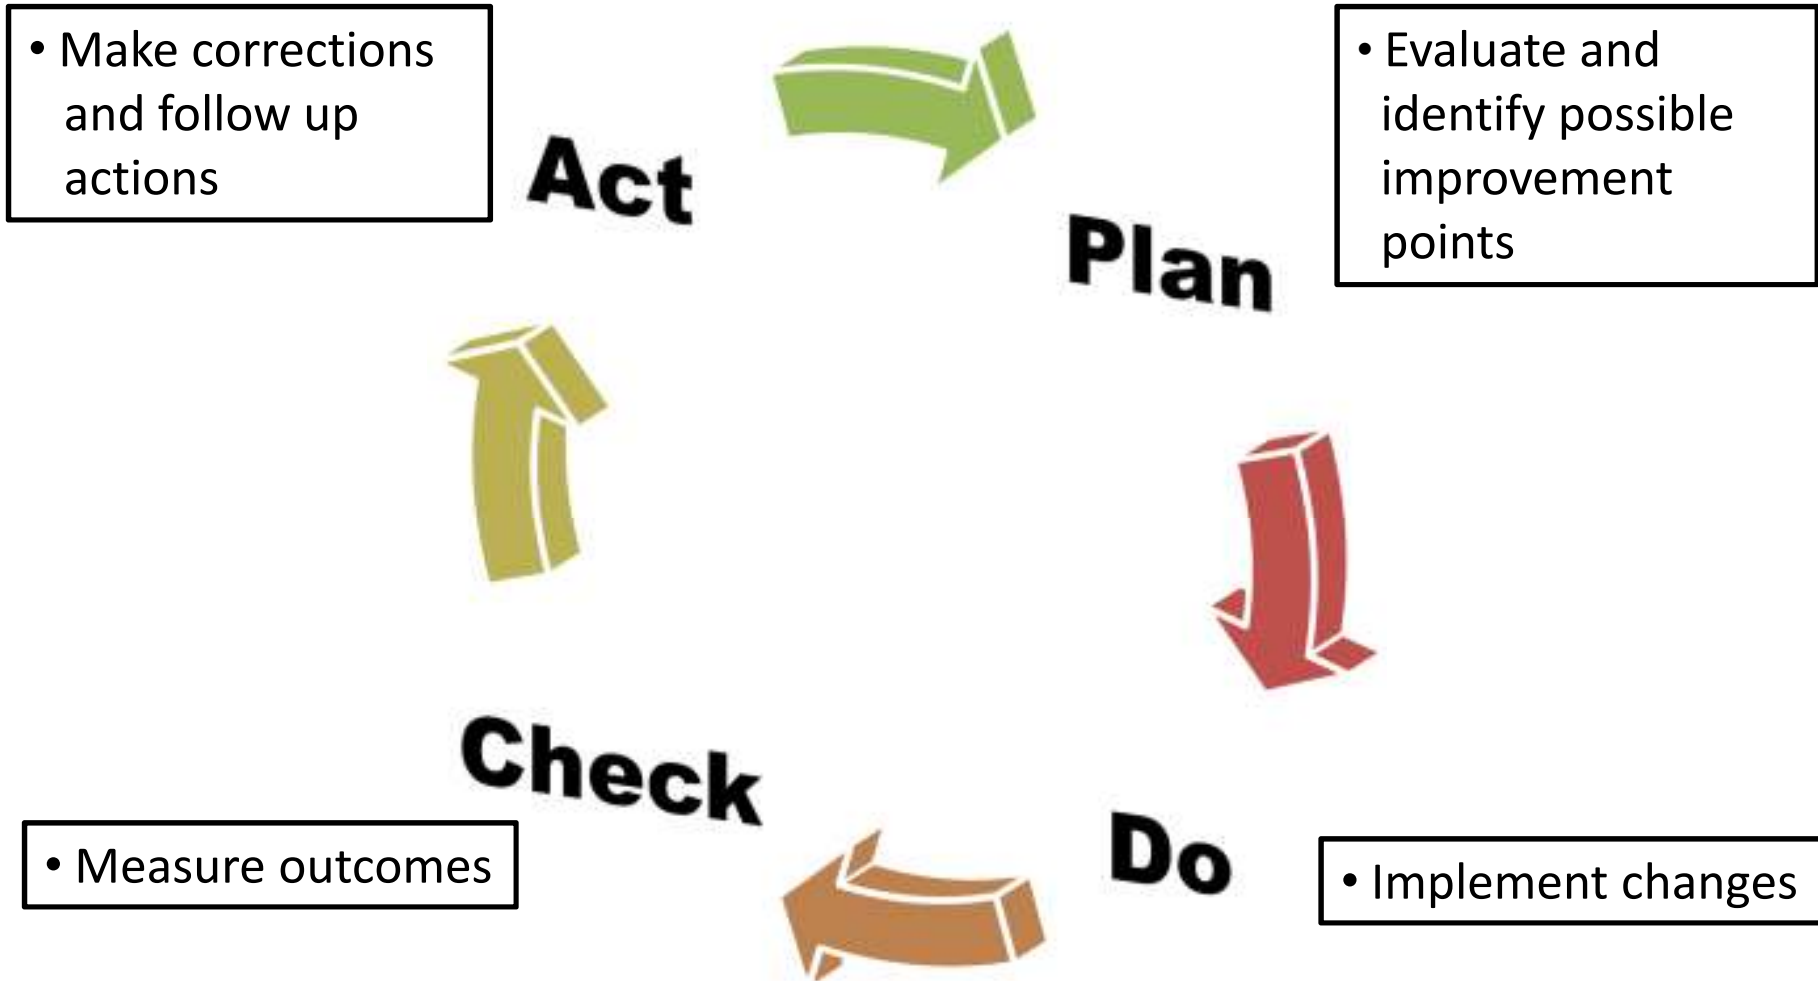 • Make corrections
and follow up
actions
Act
Plan
• Evaluate and
identify possible
improvement
points
Check
• Measure outcomes
Do
• Implement changes